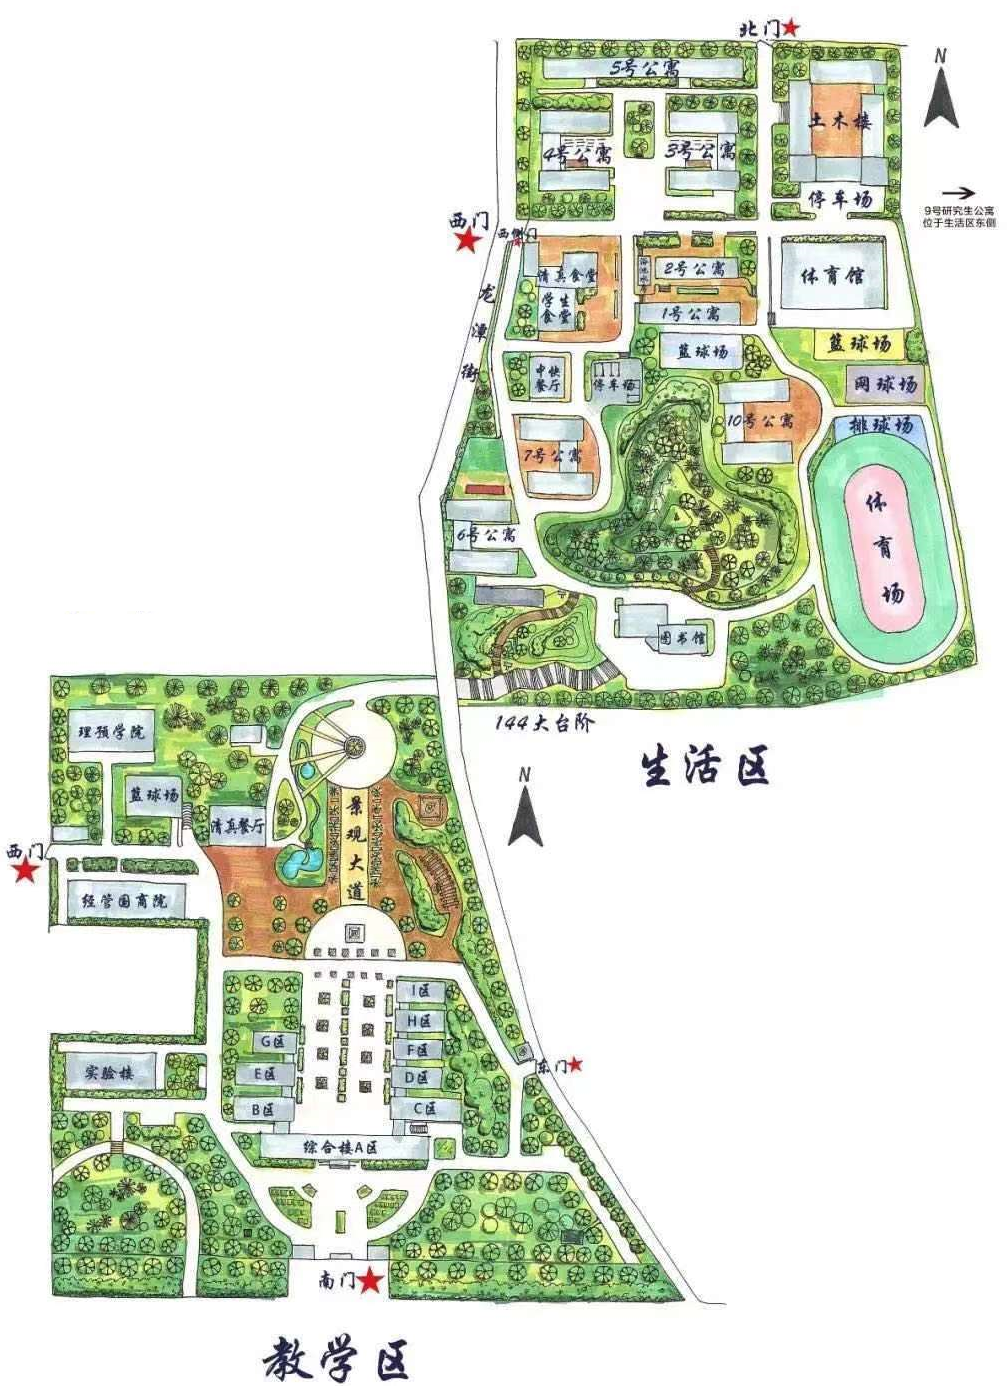 北门
N
5号公寓
土木楼
4号公寓
3号公寓
停车场
9号研究生公寓
位于生活区东侧
西门
西侧门
清真食堂
2号公寓
体育馆
学生
食堂
龙潭街
1号公寓
篮球场
篮球场
中快
餐厅
停车场
网球场
10号公寓
排球场
7号公寓
体育场
6号公寓
图书馆
144大台阶
生活区
N
理预学院
篮球场
清真餐厅
景观大道
西门
经管国商院
I区
H区
G区
F区
东门
实验楼
E区
D区
B区
C区
综合楼A区
南门
教学区